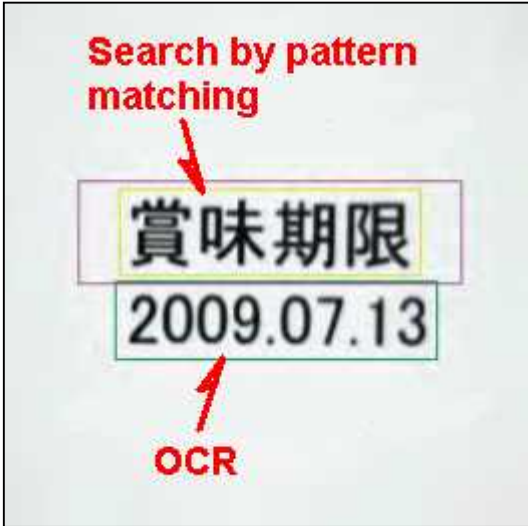 Search by pattern
matching
賞味期限
2009.07.13
OCR